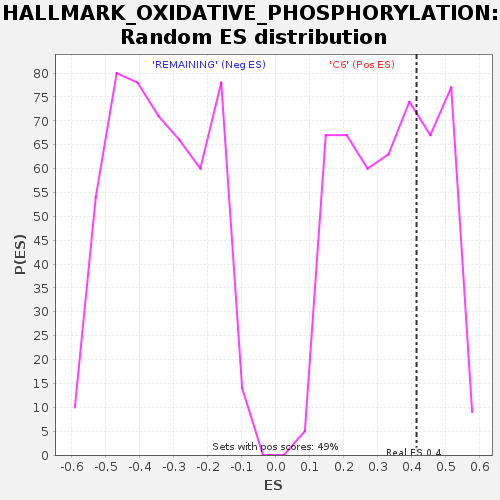 HALLMARK_OXIDATIVE_PHOSPHORYLATION:
Random ES distribution
'REMAINING' (Neg ES) 'C6' (Pos ES)
80
75
70
65
60
55
50
45
40
35
30
25
20
15
10
5
0
P(ES)
Sets with pos scores: 49%
Real ES 0.4
-0.6 -0.5 -0.4 -0.3 -0.2 -0.1 0.0 0.1 0.2 0.3 0.4 0.5 0.6
ES